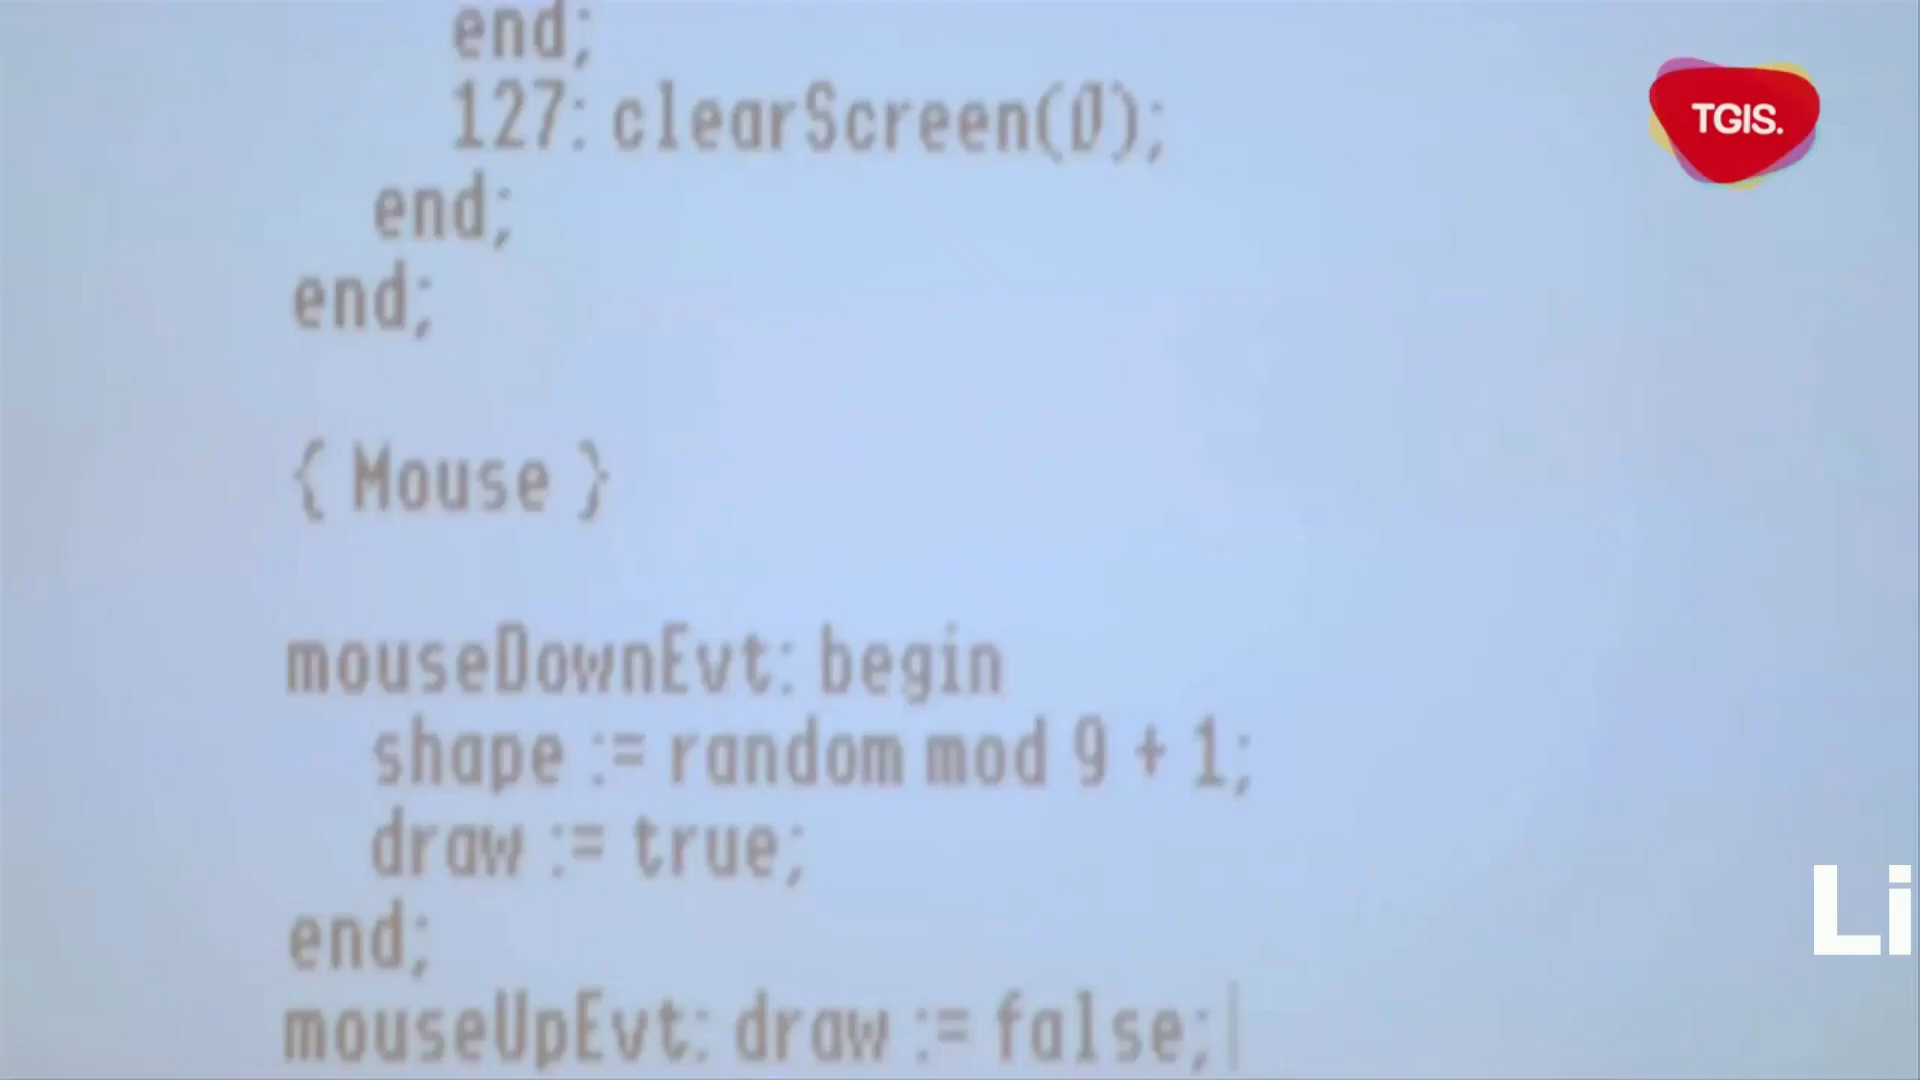 end;
127: clearScreen(0);
end;
end;
{ Mouse }
mouseDownEvt: begin
shape := random mod 9 + 1;
draw := true;
end;
mouseUpEvt: draw := false;
TGIS.
Li